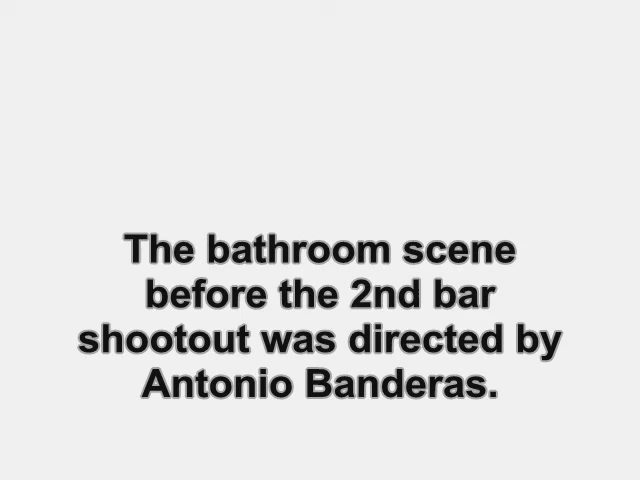 The bathroom scene
before the 2nd bar
shootout was directed by
Antonio Banderas.